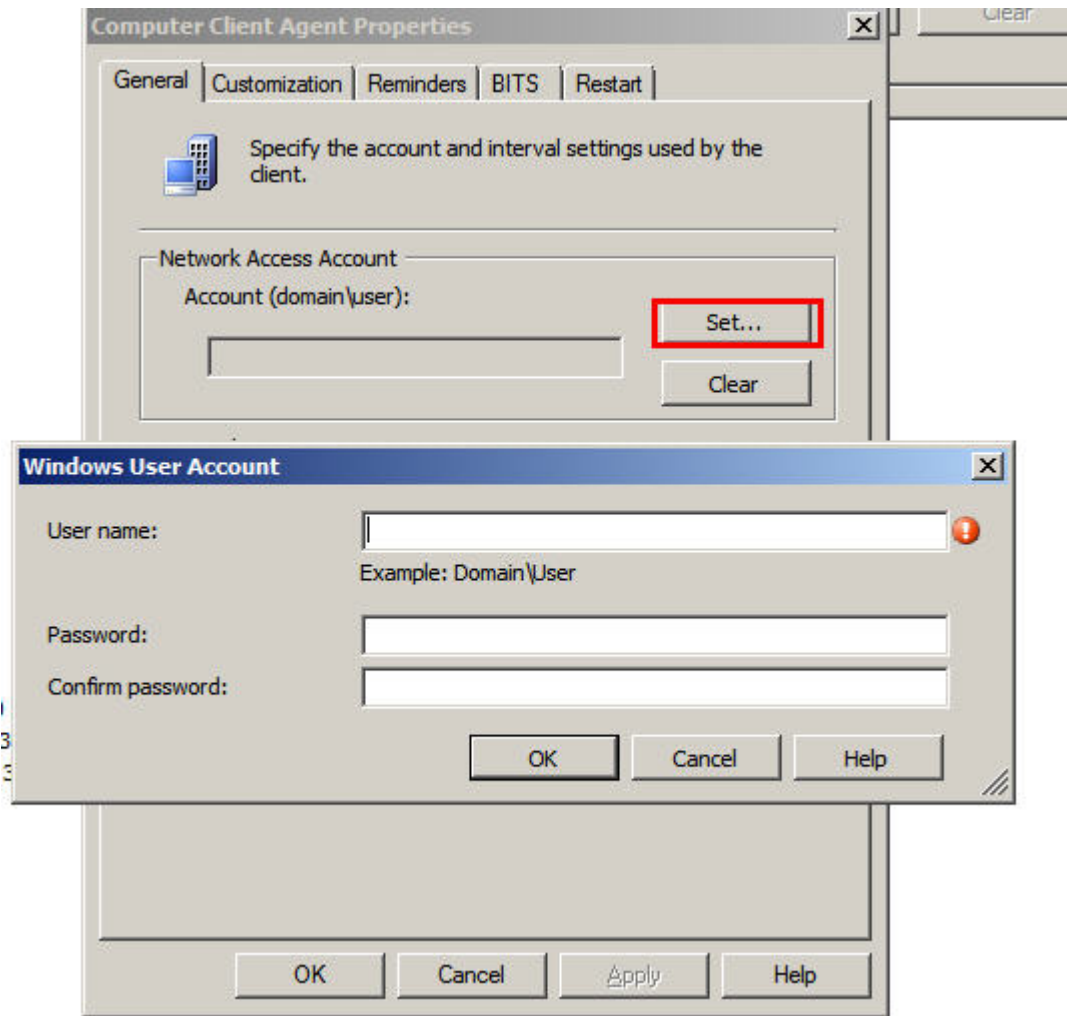 Computer Client Agent Properties
Clear
General Customization Reminders BITS Restart
Specify the account and interval settings used by the
client.
Network Access Account
Account (domain\user):
Set...
Clear
Windows User Account
User name:
Example: Domain\User
Password:
Confirm password:
3
3
OK Cancel Help
OK Cancel Apply Help